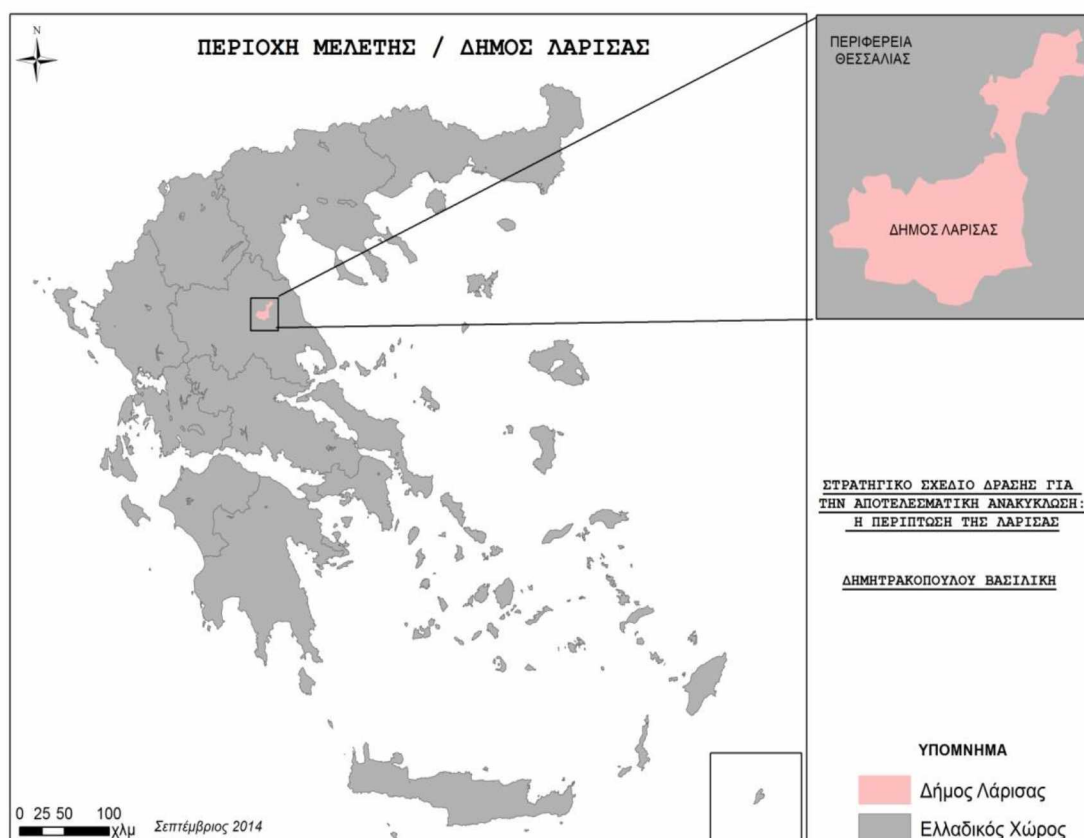 N
ΠΕΡΙΟΧΗ ΜΕΛΕΤΗΣ / ΔΗΜΟΣ ΛΑΡΙΣΑΣ
ΠΕΡΙΦΕΡΕΙΑ
ΘΕΣΣΑΛΙΑΣ
ΔΗΜΟΣ ΛΑΡΙΣΑΣ
ΣΤΡΑΤΗΓΙΚΟ ΣΧΕΔΙΟ ΔΡΑΣΗΣ ΓΙΑ
ΤΗΝ ΑΠΟΤΕΛΕΣΜΑΤΙΚΗ ΑΝΑΚΥΚΛΩΣΗ:
Η ΠΕΡΙΠΤΩΣΗ ΤΗΣ ΛΑΡΙΣΑΣ
ΔΗΜΗΤΡΑΚΟΠΟΥΛΟΥ ΒΑΣΙΛΙΚΗ
ΥΠΟΜΝΗΜΑ
Δήμος Λάρισας
Ελλαδικός Χώρος
0 25 50 100
χλμ
Σεπτέμβριος 2014